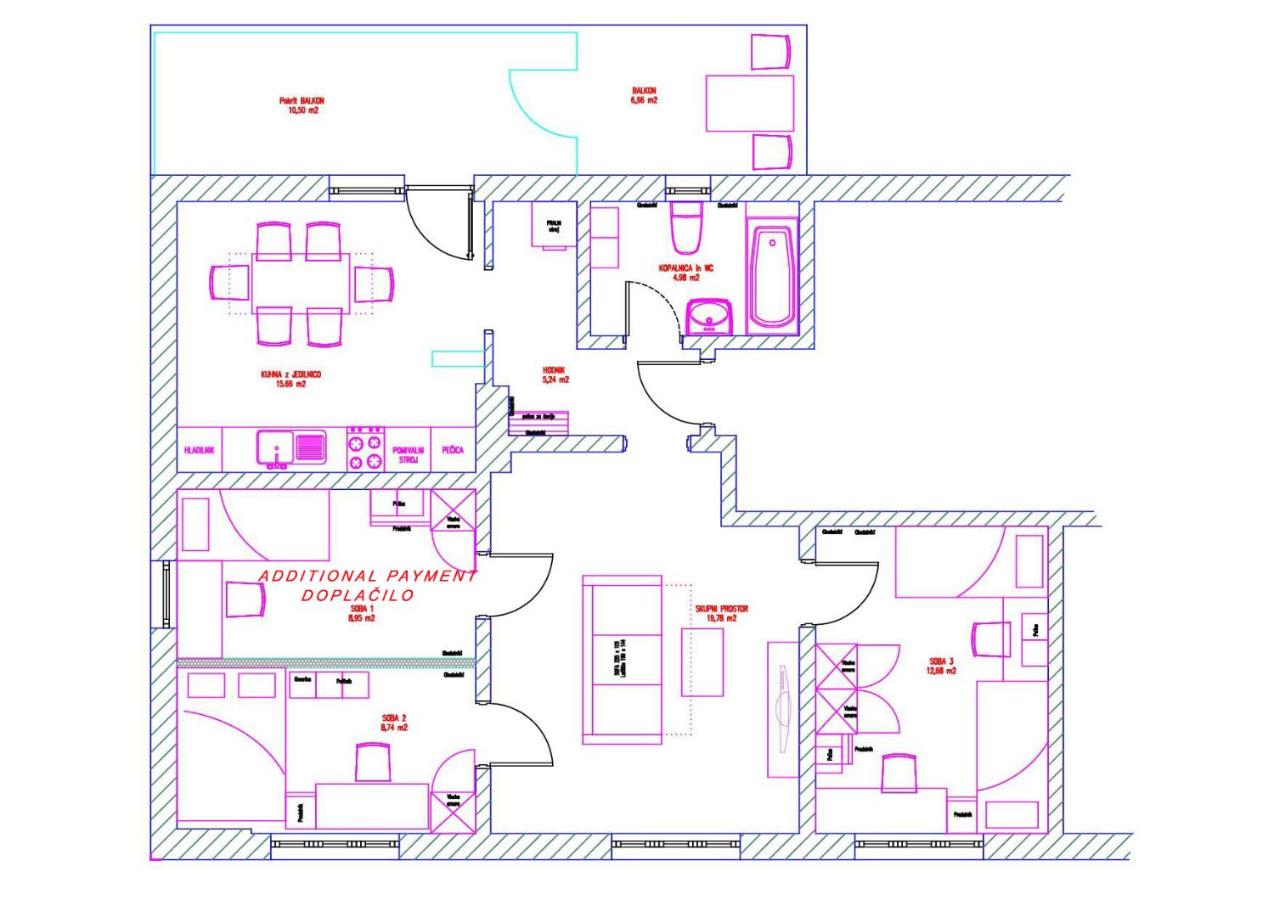 Pokrit BALKON
10,50 m2
BALKON
6,96 m2
PRALNI
stroj
Obešalniki
Obešalniki
KOPALNICA in WC
4.98 m2
KUHNA z JEDILNICO
15.66 m2
HODNIK
5,24 m2
Obešalniki
polica za čevlje
Obešalniki
HLADILNIK
POMIVALNI
STROJ
PEČICA
Polica
Predalnik
Visoka
omara
ADDITIONAL PAYMENT
DOPLAČILO
SOBA 1
8,95 m2
Obešalniki
Obešalniki
Omarica
SOBA 2
8,74 m2
Predalnik
Visoka
omara
SKUPNI PROSTOR
19,78 m2
Obešalniki
Obešalniki
Police
SOBA 3
12,68 m2
Visoka
omara
Visoka
omara
Police
Predalnik
Predalnik